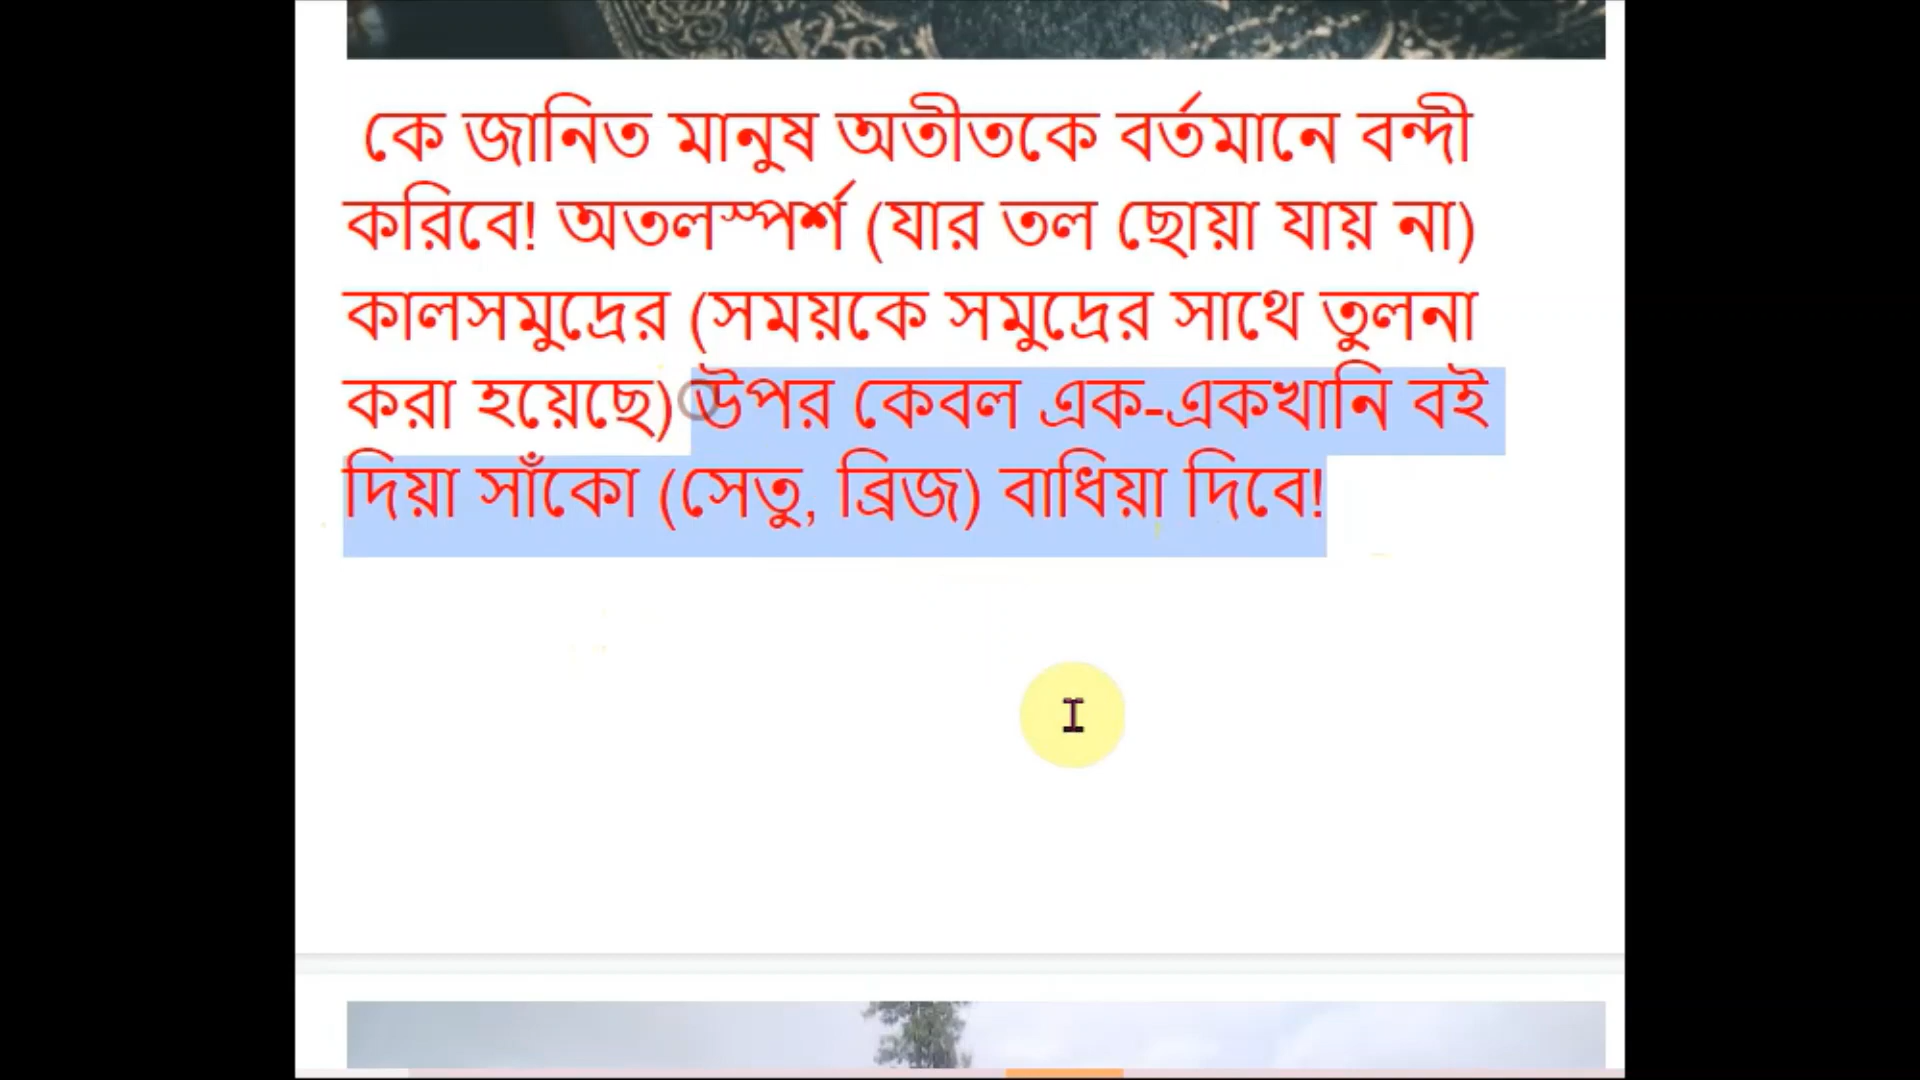 কে জানিত মানুষ অতীতকে বর্তমানে বন্দী
করিবে! অতলস্পর্শ (যার তল ছোয়া যায় না)
কালসমুদ্রের (সময়কে সমুদ্রের সাথে তুলনা
করা হয়েছে) উপর কেবল এক-একখানি বই
দিয়া সাঁকো (সেতু, ব্রিজ) বাধিয়া দিবে!